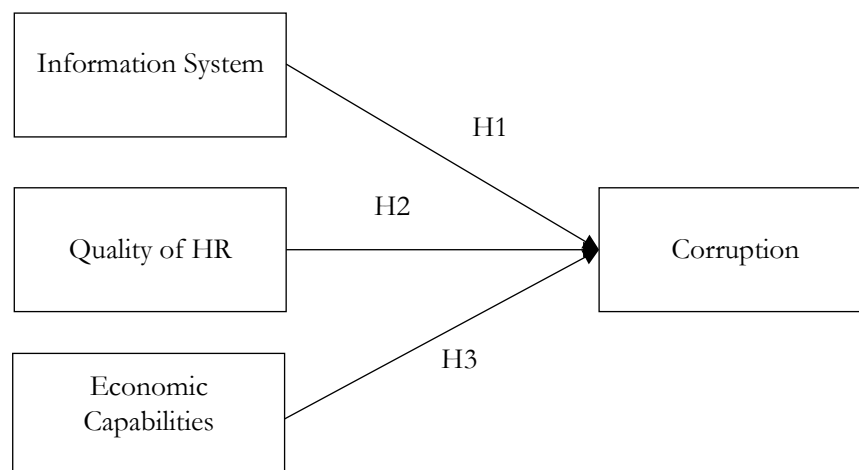 Information System
H1
H2
Quality of HR
Corruption
H3
Economic
Capabilities